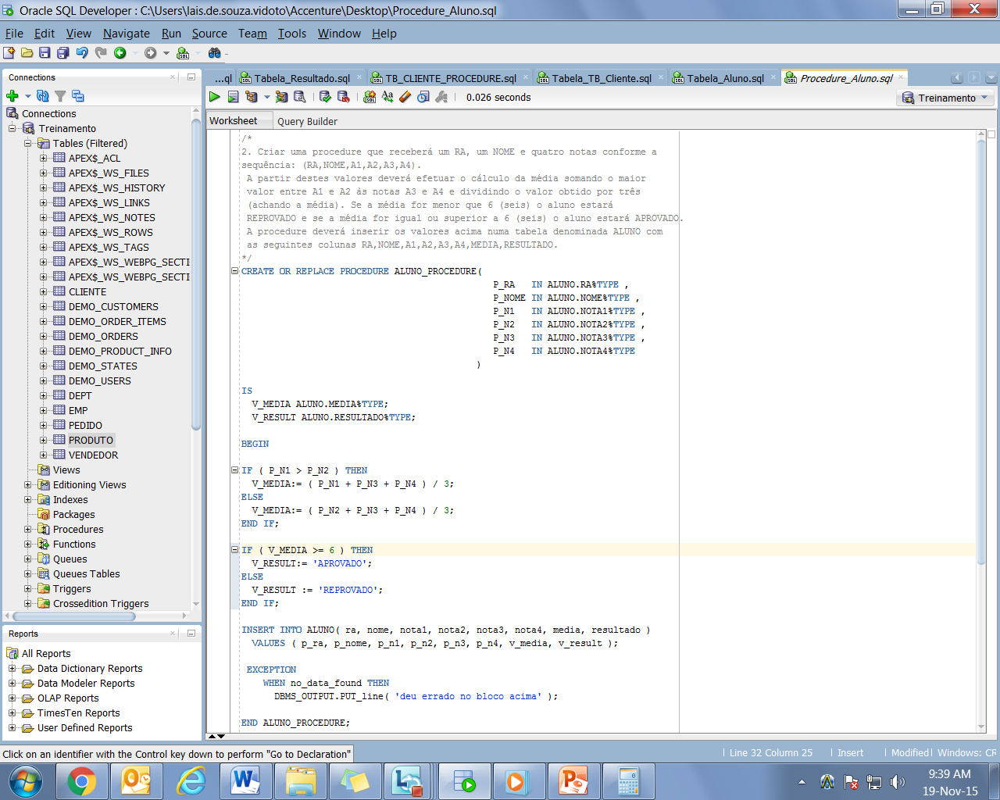 Oracle SQL Developer : C:\Users\lais.de.souza.vidoto\Accenture\Desktop\Procedure_Aluno.sql
File Edit View Navigate Run Source Team Tools Window Help
Connections
Connections
Treinamento
Tables (Filtered)
APEX$_ACL
APEX$_WS_FILES
APEX$_WS_HISTORY
APEX$_WS_LINKS
APEX$_WS_NOTES
APEX$_WS_ROWS
APEX$_WS_TAGS
APEX$_WS_WEBPG_SECTI
APEX$_WS_WEBPG_SECTI
CLIENTE
DEMO_CUSTOMERS
DEMO_ORDER_ITEMS
DEMO_ORDERS
DEMO_PRODUCT_INFO
DEMO_STATES
DEMO_USERS
DEPT
EMP
PEDIDO
PRODUTO
VENDEDOR
Views
Editioning Views
Indexes
Packages
Procedures
Functions
Queues
Queues Tables
Triggers
Crossedition Triggers
Reports
All Reports
Data Dictionary Reports
Data Modeler Reports
OLAP Reports
TimesTen Reports
User Defined Reports
...ql Tabela_Resultado.sql TB_CLIENTE_PROCEDURE.sql Tabela_TB_Cliente.sql Tabela_Aluno.sql Procedure_Aluno.sql
0.026 seconds Treinamento
Worksheet Query Builder
/*
2. Criar uma procedure que receberá um RA, um NOME e quatro notas conforme a
sequência: (RA,NOME,A1,A2,A3,A4).
A partir destes valores deverá efetuar o cálculo da média somando o maior
valor entre A1 e A2 às notas A3 e A4 e dividindo o valor obtido por três
(achando a média). Se a média for menor que 6 (seis) o aluno estará
REPROVADO e se a média for igual ou superior a 6 (seis) o aluno estará APROVADO.
A procedure deverá inserir os valores acima numa tabela denominada ALUNO com
as seguintes colunas RA,NOME,A1,A2,A3,A4,MEDIA,RESULTADO.
*/
CREATE OR REPLACE PROCEDURE ALUNO_PROCEDURE(
P_RA IN ALUNO.RA%TYPE ,
P_NOME IN ALUNO.NOME%TYPE ,
P_N1 IN ALUNO.NOTA1%TYPE ,
P_N2 IN ALUNO.NOTA2%TYPE ,
P_N3 IN ALUNO.NOTA3%TYPE ,
P_N4 IN ALUNO.NOTA4%TYPE
)
IS
V_MEDIA ALUNO.MEDIA%TYPE;
V_RESULT ALUNO.RESULTADO%TYPE;
BEGIN
IF ( P_N1 > P_N2 ) THEN
V_MEDIA:= ( P_N1 + P_N3 + P_N4 ) / 3;
ELSE
V_MEDIA:= ( P_N2 + P_N3 + P_N4 ) / 3;
END IF;
IF ( V_MEDIA >= 6 ) THEN
V_RESULT:= 'APROVADO';
ELSE
V_RESULT := 'REPROVADO';
END IF;
INSERT INTO ALUNO( ra, nome, nota1, nota2, nota3, nota4, media, resultado )
VALUES ( p_ra, p_nome, p_n1, p_n2, p_n3, p_n4, v_media, v_result );
EXCEPTION
WHEN no_data_found THEN
DBMS_OUTPUT.PUT_line( 'deu errado no bloco acima' );
END ALUNO_PROCEDURE;
Click on an identifier with the Control key down to perform "Go to Declaration" Line 32 Column 25 Insert Modified Windows: CR
9:39 AM
19-Nov-15